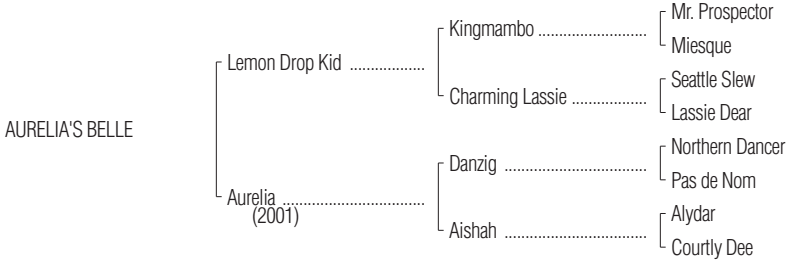 Mr. Prospector
Kingmambo ..........................
Miesque
Lemon Drop Kid ..................
Seattle Slew
Charming Lassie ..................
Lassie Dear
AURELIA'S BELLE
Northern Dancer
Danzig ..................................
Pas de Nom
Aurelia ..................................
(2001)
Alydar
Aishah ..................................
Courtly Dee